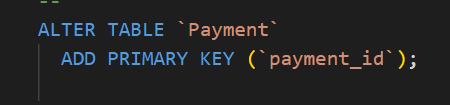 --
ALTER TABLE `Payment`
ADD PRIMARY KEY (`payment_id`);